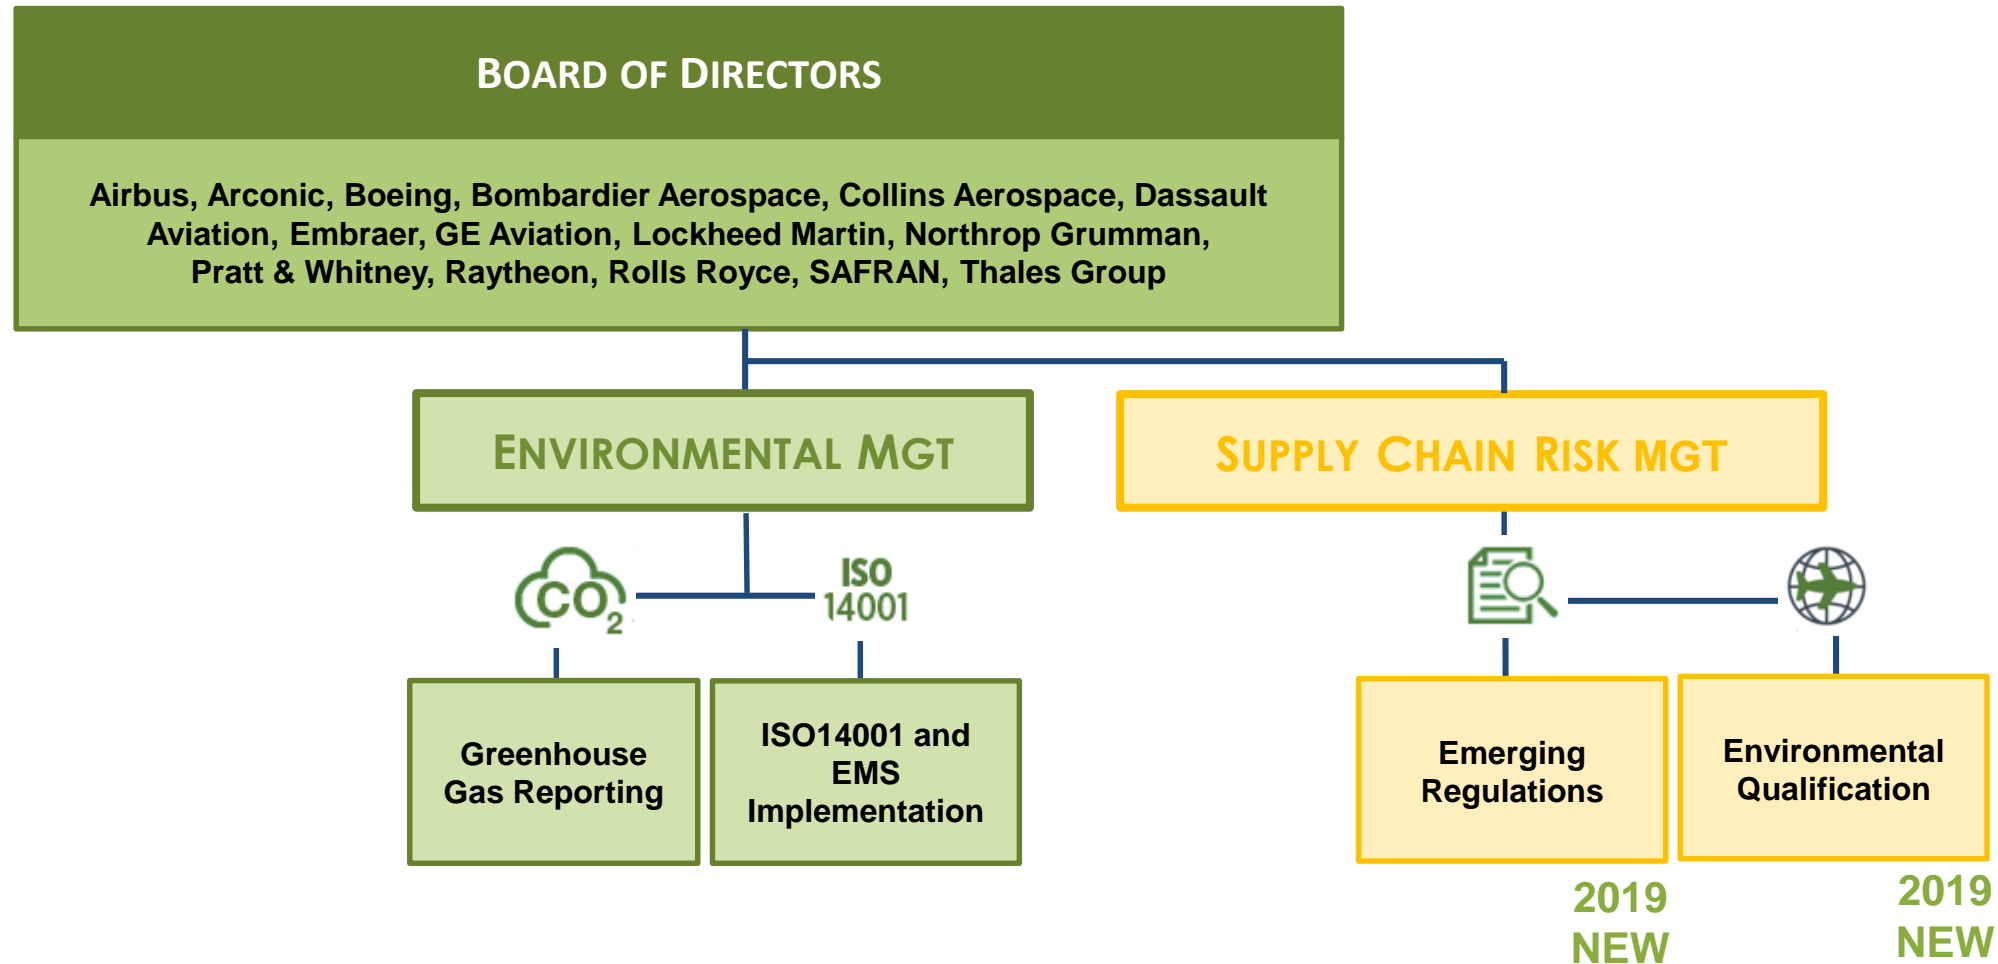 BOARD OF DIRECTORS
Airbus, Arconic, Boeing, Bombardier Aerospace, Collins Aerospace, Dassault
Aviation, Embraer, GE Aviation, Lockheed Martin, Northrop Grumman,
Pratt & Whitney, Raytheon, Rolls Royce, SAFRAN, Thales Group
ENVIRONMENTAL MGT
SUPPLY CHAIN RISK MGT
CO2
ISO
14001
Greenhouse
Gas Reporting
ISO14001 and
EMS
Implementation
Emerging
Regulations
Environmental
Qualification
2019
NEW
2019
NEW